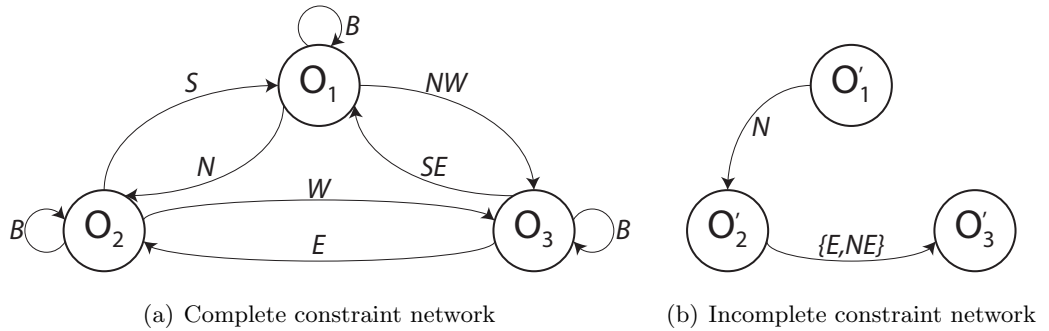 B
O1
S
NW
N
SE
B
O2
W
E
O3
B
(a) Complete constraint network
O'1
N
O'2
{E,NE}
O'3
(b) Incomplete constraint network